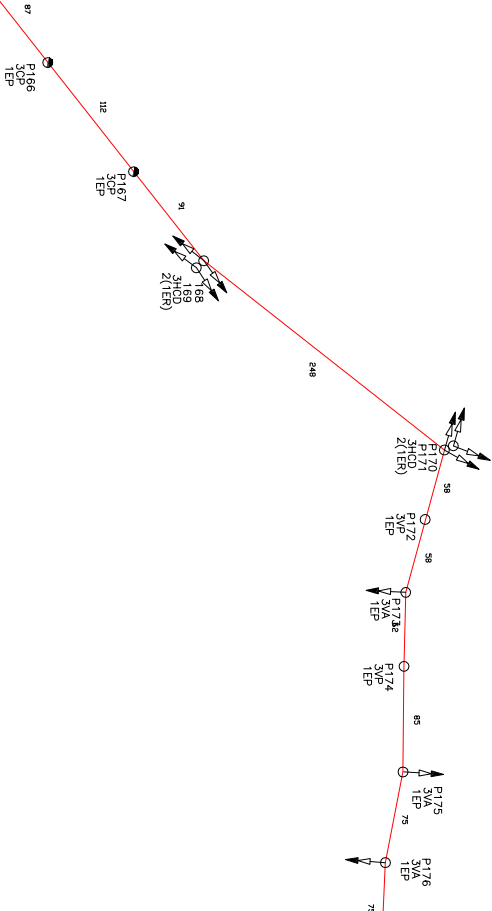 87
P166
3CP
1EP
112
P167
3CP
1EP
91
168
169
3HCD
2(1ER)
248
P170
P171
3HCD
2(1ER)
58
P172
3VP
1EP
58
P173
3VA
1EP
P174
3VP
1EP
85
P175
3VA
1EP
75
P176
3VA
1EP